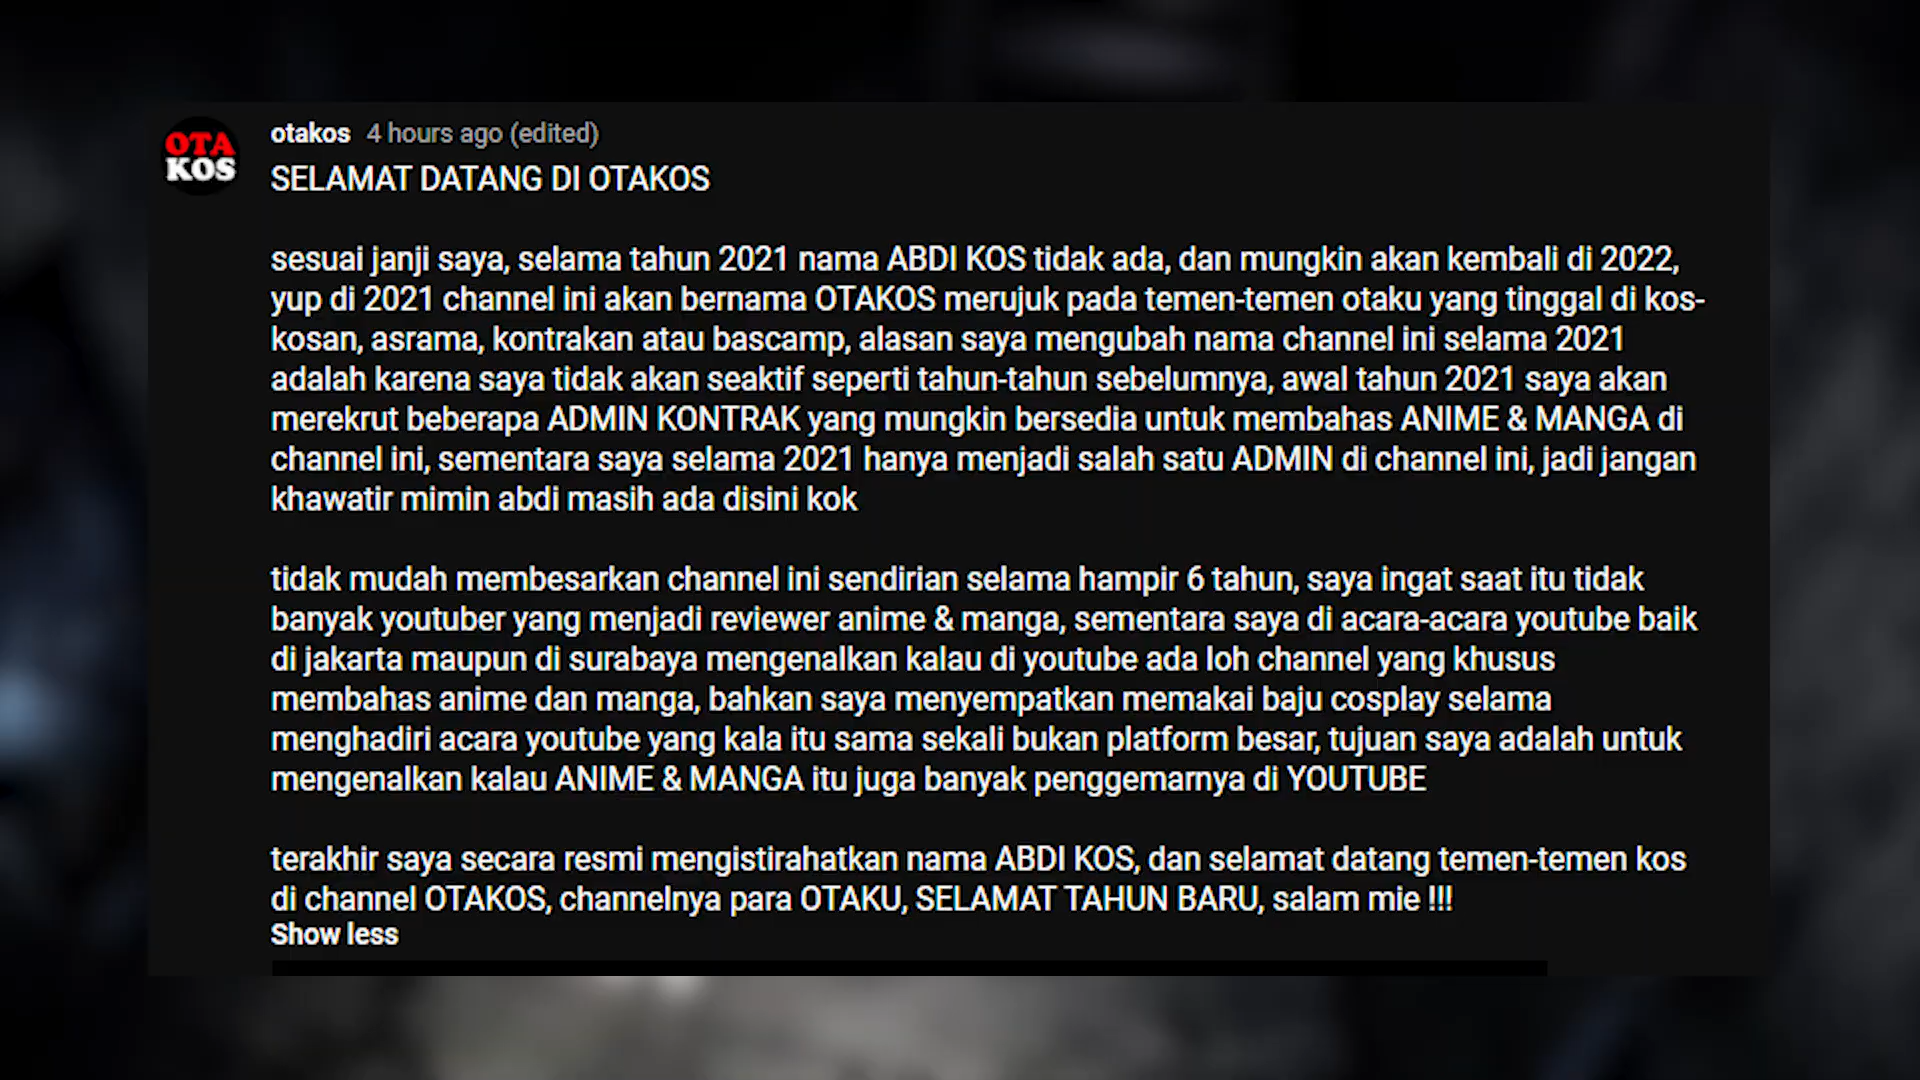 OTA
KOS
otakos 4 hours ago (edited)
SELAMAT DATANG DI OTAKOS
sesuai janji saya, selama tahun 2021 nama ABDI KOS tidak ada, dan mungkin akan kembali di 2022,
yup di 2021 channel ini akan bernama OTAKOS merujuk pada temen-temen otaku yang tinggal di kos-
kosan, asrama, kontrakan atau bascamp, alasan saya mengubah nama channel ini selama 2021
adalah karena saya tidak akan seaktif seperti tahun-tahun sebelumnya, awal tahun 2021 saya akan
merekrut beberapa ADMIN KONTRAK yang mungkin bersedia untuk membahas ANIME & MANGA di
channel ini, sementara saya selama 2021 hanya menjadi salah satu ADMIN di channel ini, jadi jangan
khawatir mimin abdi masih ada disini kok
tidak mudah membesarkan channel ini sendirian selama hampir 6 tahun, saya ingat saat itu tidak
banyak youtuber yang menjadi reviewer anime & manga, sementara saya di acara-acara youtube baik
di jakarta maupun di surabaya mengenalkan kalau di youtube ada loh channel yang khusus
membahas anime dan manga, bahkan saya menyempatkan memakai baju cosplay selama
menghadiri acara youtube yang kala itu sama sekali bukan platform besar, tujuan saya adalah untuk
mengenalkan kalau ANIME & MANGA itu juga banyak penggemarnya di YOUTUBE
terakhir saya secara resmi mengistirahatkan nama ABDI KOS, dan selamat datang temen-temen kos
di channel OTAKOS, channelnya para OTAKU, SELAMAT TAHUN BARU, salam mie !!!
Show less